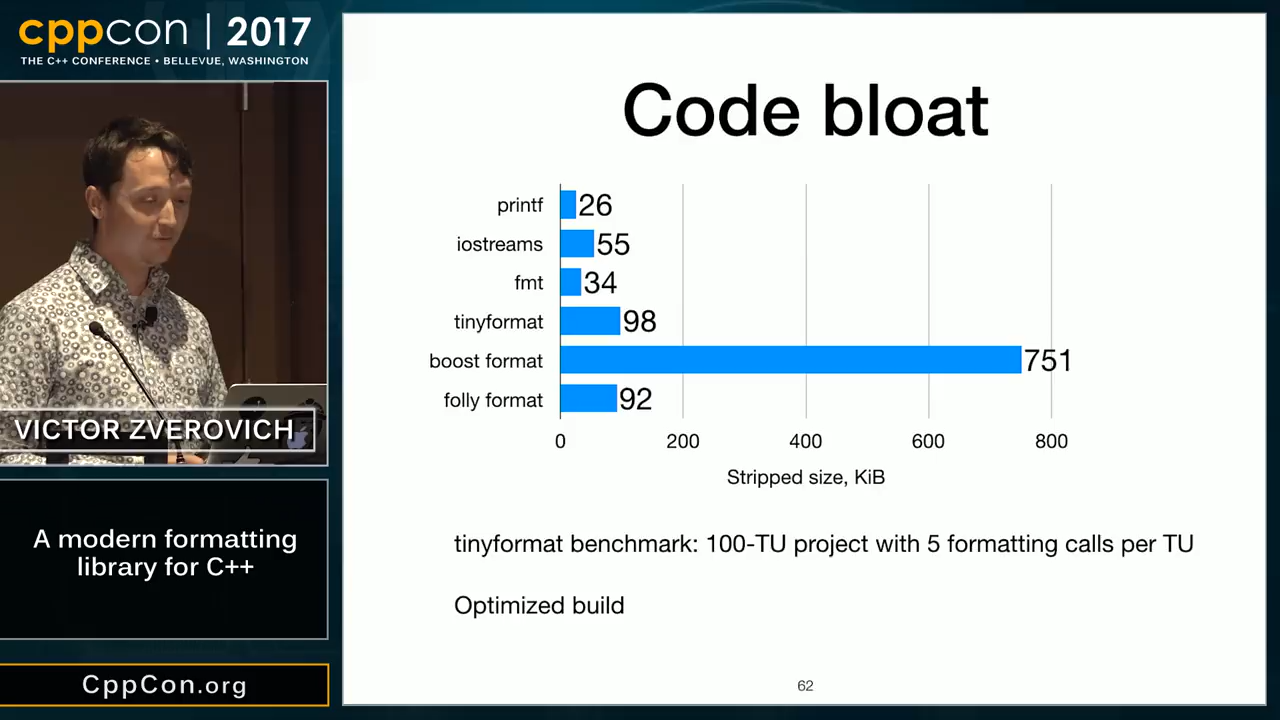 cppcon | 2017
THE C++ CONFERENCE • BELLEVUE, WASHINGTON
VICTOR ZVEROVICH
A modern formatting
library for C++
CppCon.org
Code bloat
printf 26
iostreams 55
fmt 34
tinyformat 98
boost format 751
folly format 92
0 200 400 600 800
Stripped size, KiB
tinyformat benchmark: 100-TU project with 5 formatting calls per TU
Optimized build
62